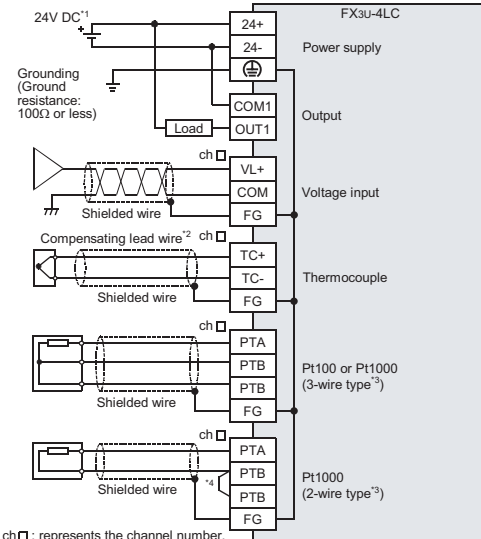 24V DC*1
FX3U-4LC
+
24+
24-
Power supply
Grounding
(Ground
resistance:
100Ω or less)
COM1
Load
OUT1
Output
ch□
VL+
COM
FG
Voltage input
Shielded wire
Compensating lead wire*2 ch□
TC+
TC-
FG
Thermocouple
Shielded wire
ch□
PTA
PTB
PTB
FG
Pt100 or Pt1000
(3-wire type*3)
Shielded wire
ch□
PTA
PTB
*4
PTB
FG
Pt1000
(2-wire type*3)
Shielded wire
ch□ : represents the channel number.